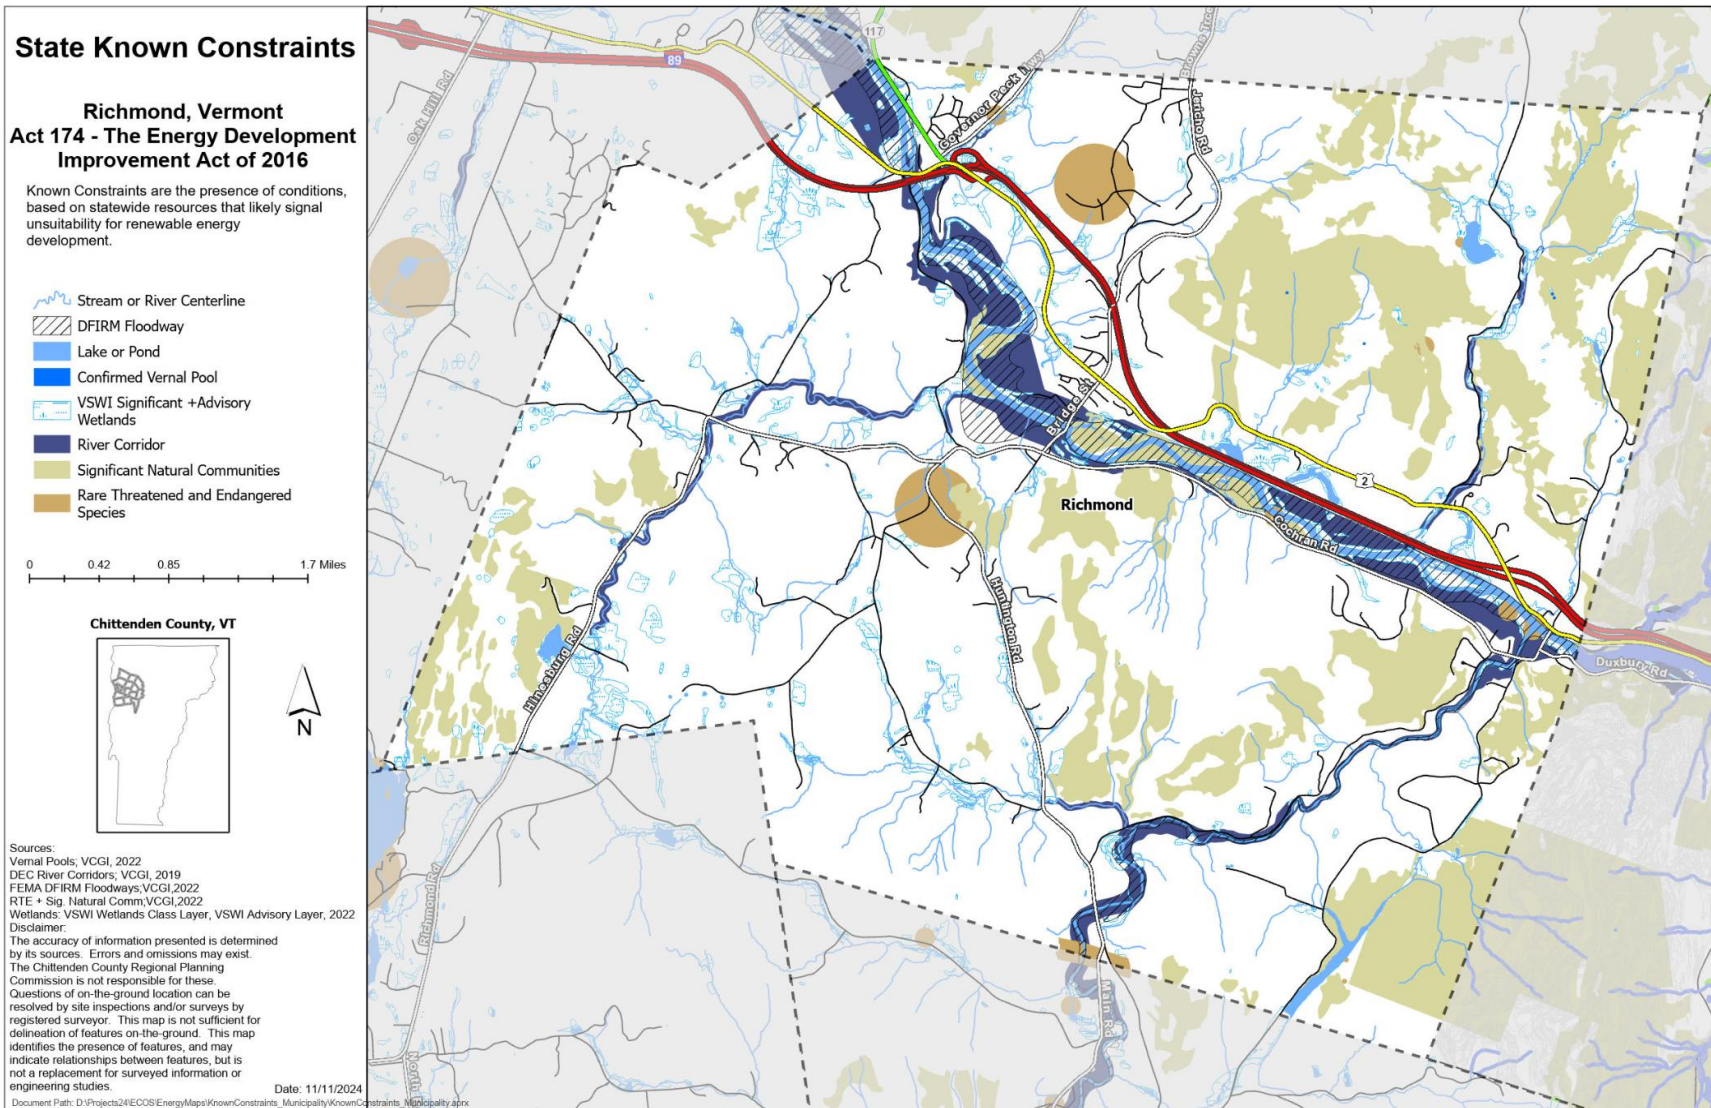 State Known Constraints
Richmond, Vermont
Act 174 - The Energy Development
Improvement Act of 2016
Known Constraints are the presence of conditions,
based on statewide resources that likely signal
unsuitability for renewable energy
development.
Stream or River Centerline
DFIRM Floodway
Lake or Pond
Confirmed Vernal Pool
VSWI Significant +Advisory
Wetlands
River Corridor
Significant Natural Communities
Rare Threatened and Endangered
Species
0 0.42 0.85 1.7 Miles
Chittenden County, VT
N
Sources:
Vernal Pools; VCGI, 2022
DEC River Corridors; VCGI, 2019
FEMA DFIRM Floodways;VCGI,2022
RTE + Sig. Natural Comm;VCGI,2022
Wetlands: VSWI Wetlands Class Layer, VSWI Advisory Layer, 2022
Disclaimer:
The accuracy of information presented is determined
by its sources. Errors and omissions may exist.
The Chittenden County Regional Planning
Commission is not responsible for these.
Questions of on-the-ground location can be
resolved by site inspections and/or surveys by
registered surveyor. This map is not sufficient for
delineation of features on-the-ground. This map
identifies the presence of features, and may
indicate relationships between features, but is
not a replacement for surveyed information or
engineering studies.
Date: 11/11/2024
Document Path: D:\Projects24\ECOS\EnergyMaps\KnownConstraints_Municipality\KnownConstraints_Municipality.aprx
117
89
Oak Hill Rd
Governor Peck Hwy
Jericho Rd
Bridge St
Richmond
2
Cochran Rd
Huntington Rd
Hinesburg Rd
Duxbury Rd
Richmond Rd
Main Rd
North